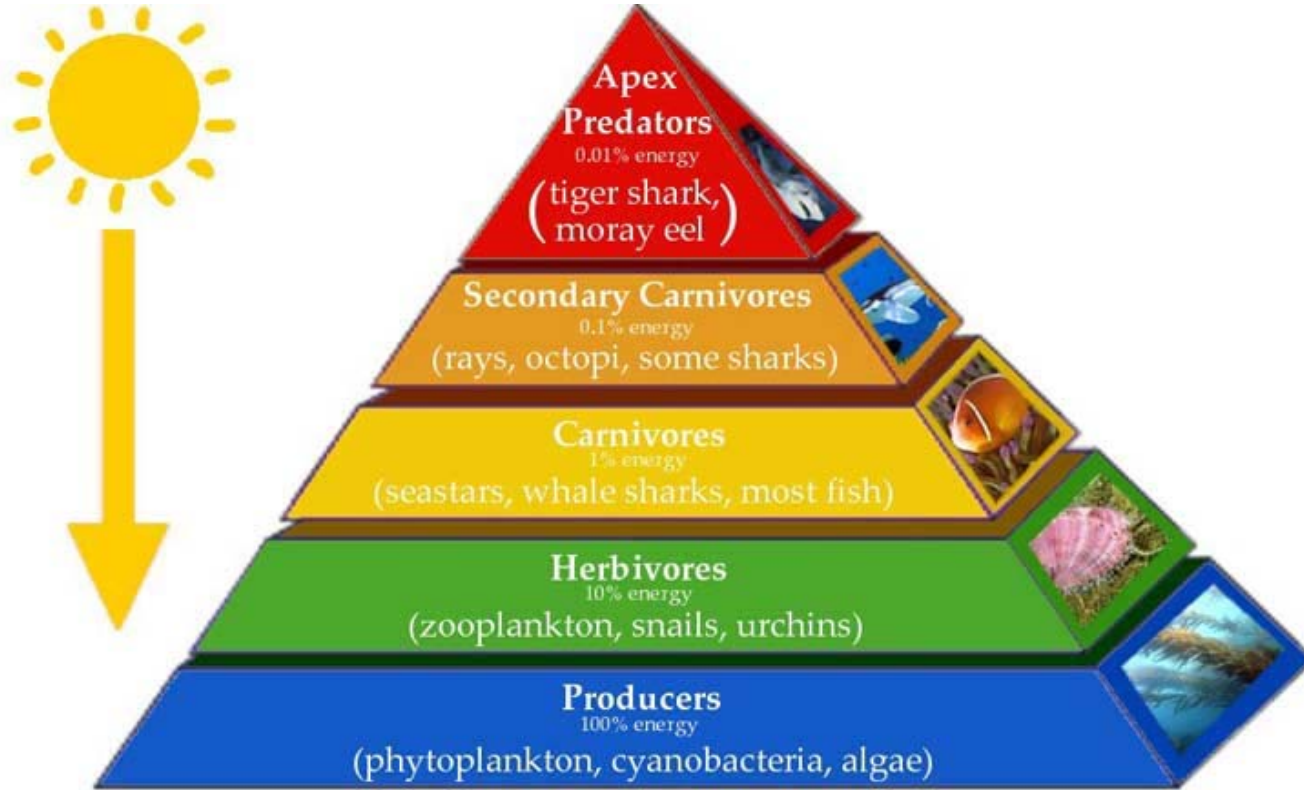 Apex
Predators
0.01% energy
(tiger shark,
moray eel)
Secondary Carnivores
0.1% energy
(rays, octopi, some sharks)
Carnivores
1% energy
(seastars, whale sharks, most fish)
Herbivores
10% energy
(zooplankton, snails, urchins)
Producers
100% energy
(phytoplankton, cyanobacteria, algae)